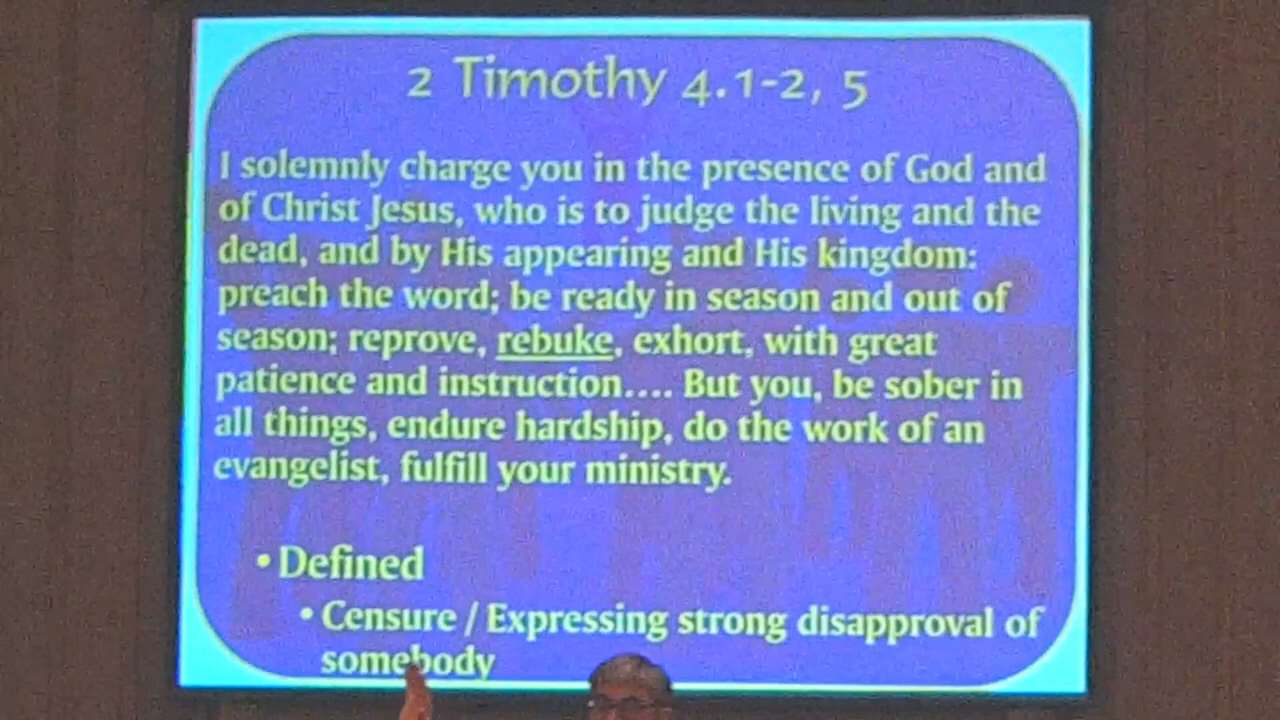 2 Timothy 4.1-2, 5
I solemnly charge you in the presence of God and
of Christ Jesus, who is to judge the living and the
dead, and by His appearing and His kingdom:
preach the word; be ready in season and out of
season; reprove, rebuke, exhort, with great
patience and instruction.... But you, be sober in
all things, endure hardship, do the work of an
evangelist, fulfill your ministry.
• Defined
• Censure / Expressing strong disapproval of
somebody